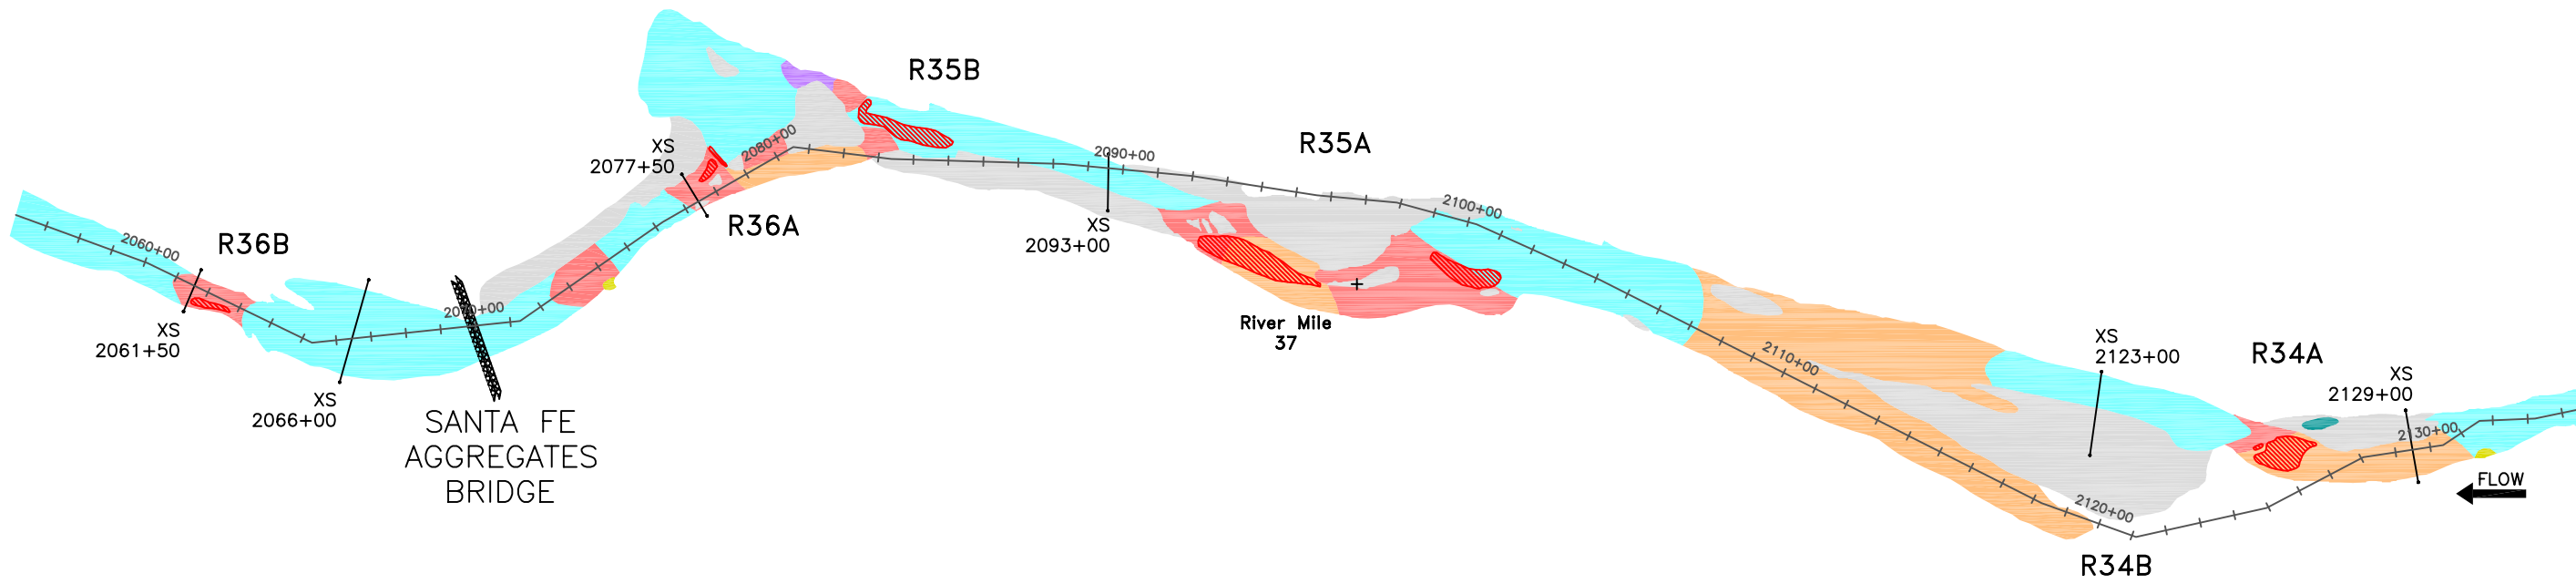 R35B
R35A
XS
2077+50
2080+00
2090+00
XS
2093+00
2100+00
R36A
R36B
2060+00
XS
2061+50
XS
2066+00
2070+00
SANTA FE
AGGREGATES
BRIDGE
River Mile
37
2110+00
XS
2123+00
R34A
XS
2129+00
2130+00
FLOW
2120+00
R34B